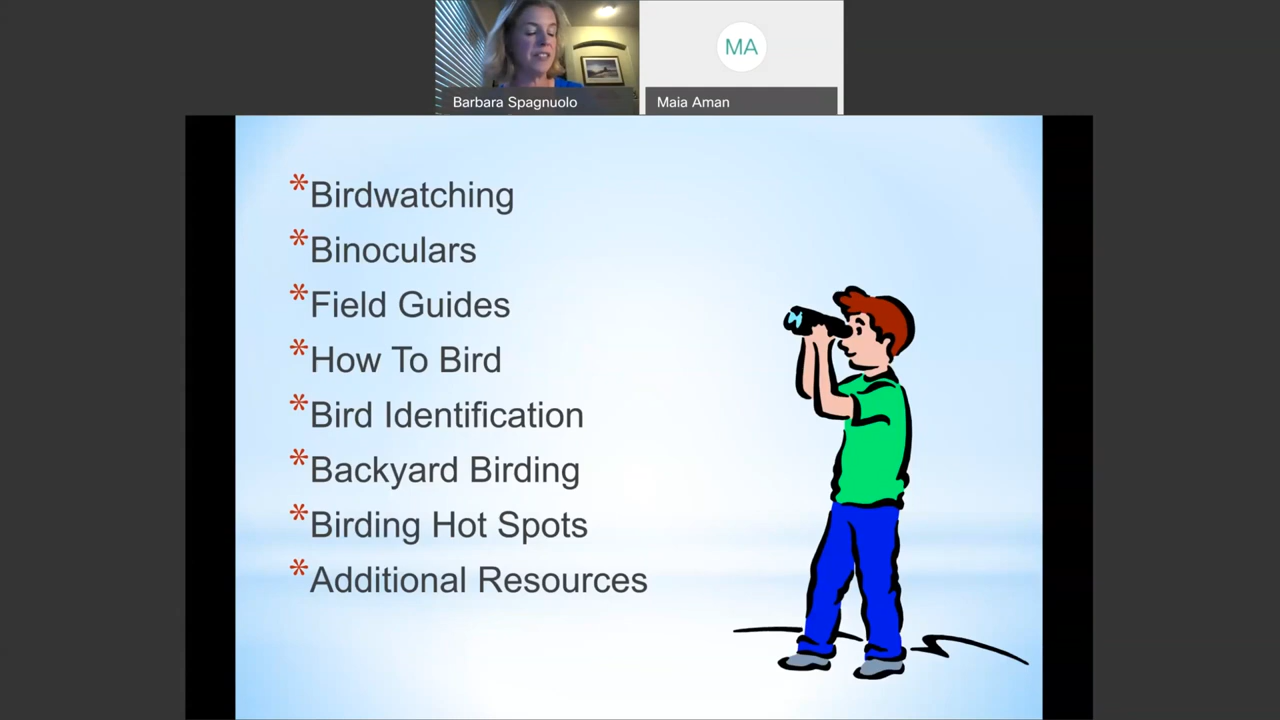 MA
Barbara Spagnuolo
Maia Aman
*Birdwatching
*Binoculars
*Field Guides
*How To Bird
*Bird Identification
*Backyard Birding
*Birding Hot Spots
*Additional Resources